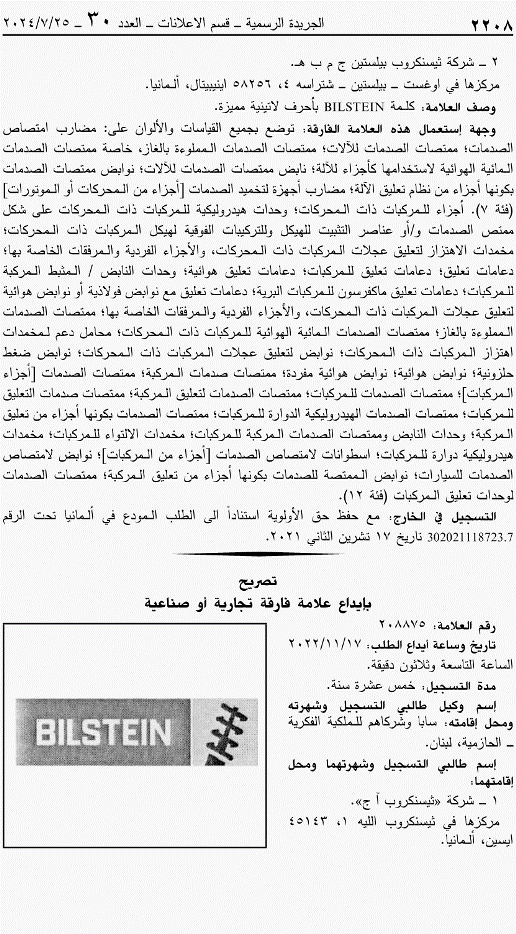 ٢٢٠٨ الجريدة الرسمية ــ قسم الاعلانات ــ العدد ٣٠ ــ ٢٠٢٤/٧/٢٥
٢ ــ شركة ثيسنكروب بيلستين ج م ب هـ.
مركزها في اوغست ــ بيلستين ــ شتراسه ٤، ٥٨٢٥٦ اينيبيتال، ألمانيا.
وصف العلامة: كلمة BILSTEIN بأحرف لاتينية مميزة.
وجهة إستعمال هذه العلامة الفارقة: توضع بجميع القياسات والألوان على: مضارب امتصاص
الصدمات؛ ممتصات الصدمات للآلات؛ ممتصات الصدمات المملوءة بالغاز، خاصة ممتصات الصدمات
المائية الهوائية لاستخدامها كأجزاء للآلة؛ نابض ممتصات الصدمات للآلات؛ نوابض ممتصات الصدمات
بكونها أجزاء من نظام تعليق الآلة؛ مضارب أجهزة لتخميد الصدمات [أجزاء من المحركات أو الموتورات]
(فئة ٧). أجزاء للمركبات ذات المحركات؛ وحدات هيدروليكية للمركبات ذات المحركات على شكل
ممتص الصدمات و/أو عناصر التثبيت للهيكل وللتركيبات الفوقية لهيكل المركبات ذات المحركات؛
مخمدات الاهتزاز لتعليق عجلات المركبات ذات المحركات، والأجزاء الفردية والمرفقات الخاصة بها؛
دعامات تعليق؛ دعامات تعليق للمركبات؛ دعامات تعليق هوائية؛ وحدات النابض / المثبط المركبة
للمركبات؛ دعامات تعليق ماكفرسون للمركبات البرية؛ دعامات تعليق مع نوابض فولاذية أو نوابض هوائية
لتعليق عجلات المركبات ذات المحركات، والأجزاء الفردية والمرفقات الخاصة بها؛ ممتصات الصدمات
المملوءة بالغاز؛ ممتصات الصدمات المائية الهوائية للمركبات ذات المحركات؛ محامل دعم لمخمدات
اهتزاز المركبات ذات المحركات؛ نوابض لتعليق عجلات المركبات ذات المحركات؛ نوابض ضغط
حلزونية؛ نوابض هوائية؛ نوابض هوائية مفردة؛ ممتصات صدمات المركبة؛ ممتصات الصدمات [أجزاء
المركبات]؛ ممتصات الصدمات للمركبات؛ ممتصات الصدمات لتعليق المركبة؛ ممتصات صدمات التعليق
للمركبات؛ ممتصات الصدمات الهيدروليكية الدوارة للمركبات؛ ممتصات الصدمات بكونها أجزاء من تعليق
المركبة؛ وحدات النابض وممتصات الصدمات المركبة للمركبات؛ مخمدات الالتواء للمركبات؛ مخمدات
هيدروليكية دوارة للمركبات؛ اسطوانات لامتصاص الصدمات [أجزاء من المركبات]؛ نوابض لامتصاص
الصدمات للسيارات؛ نوابض الممتصة للصدمات بكونها أجزاء من تعليق المركبة؛ ممتصات الصدمات
لوحدات تعليق المركبات (فئة ١٢).
التسجيل في الخارج: مع حفظ حق الأولوية استناداً الى الطلب المودع في ألمانيا تحت الرقم
302021118723.7 تاريخ ١٧ تشرين الثاني ٢٠٢١.
تصريح
بإيداع علامة فارقة تجارية أو صناعية
رقم العلامة: ٢٠٨٨٧٥
تاريخ وساعة أيداع الطلب: ٢٠٢٢/١١/١٧
الساعة التاسعة وثلاثون دقيقة.
مدة التسجيل: خمس عشرة سنة.
إسم وكيل طالبي التسجيل وشهرته
ومحل إقامته: سابا وشركاهم للملكية الفكرية
ــ الحازمية، لبنان.
إسم طالبي التسجيل وشهرتهما ومحل
إقامتهما:
١ ــ شركة «ثيسنكروب آ ج».
مركزها في ثيسنكروب الليه ١، ٤٥١٤٣
ايسين، ألمانيا.
BILSTEIN